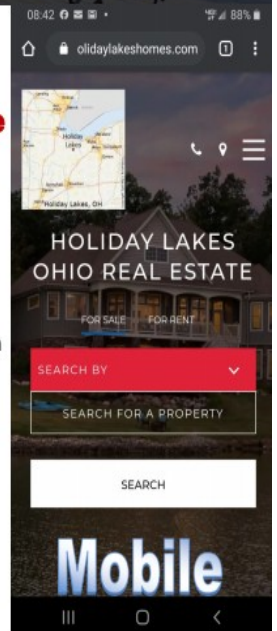 08:42
88%
olidaylakeshomes.com
1
Holiday
Lakes
Holiday Lakes, OH
HOLIDAY LAKES
OHIO REAL ESTATE
FOR SALE FOR RENT
SEARCH BY
SEARCH FOR A PROPERTY
SEARCH
Mobile